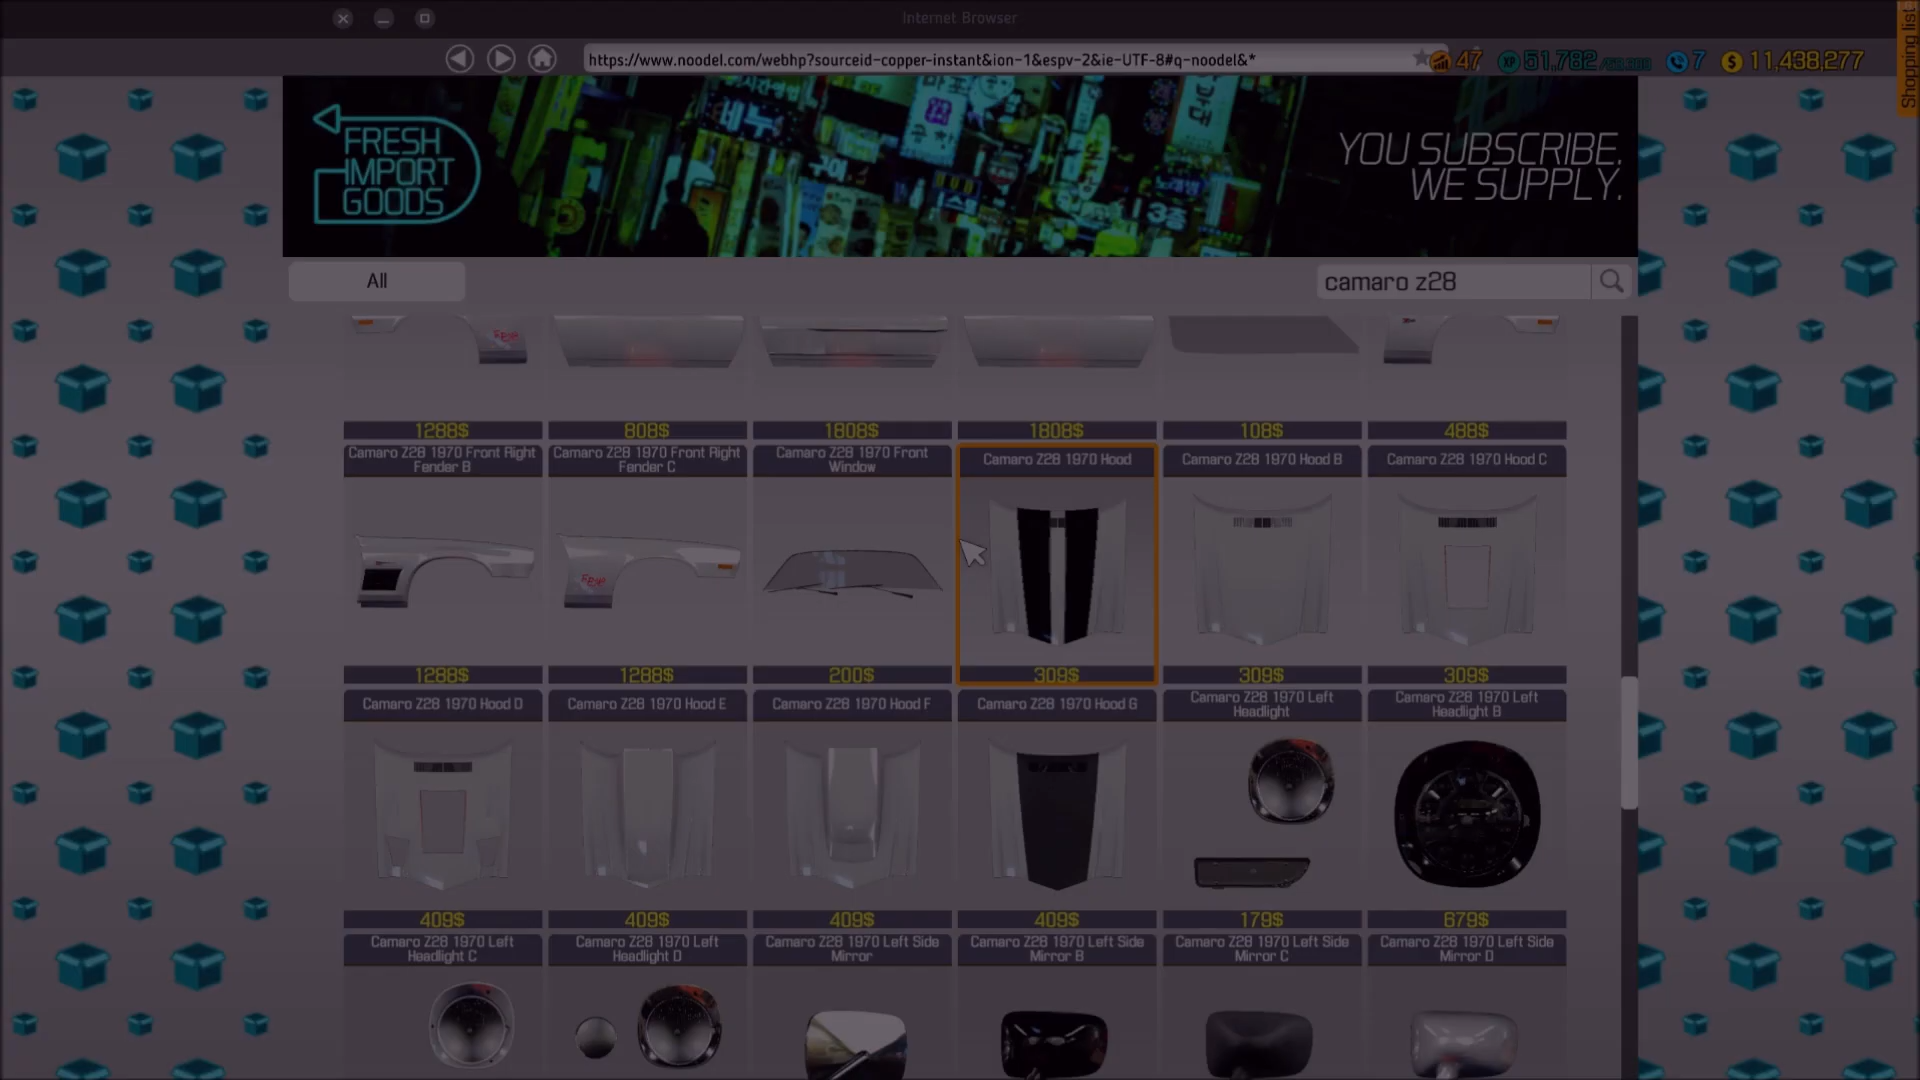 Internet Browser
https://www.noodel.com/webhp?sourceid-copper-instant&ion-1&espv-2&ie-UTF-8#q-noodel&*
47
XP
51,782
7
$
11,438,277
Shopping list
FRESH
IMPORT
GOODS
네누
구이
3종
YOU SUBSCRIBE.
WE SUPPLY.
All
camaro z28
1288$
808$
1808$
1808$
108$
488$
Camaro Z28 1970 Front Right
Fender B
Camaro Z28 1970 Front Right
Fender C
Camaro Z28 1970 Front
Window
Camaro Z28 1970 Hood
Camaro Z28 1970 Hood B
Camaro Z28 1970 Hood C
1288$
1288$
200$
309$
309$
309$
Camaro Z28 1970 Hood D
Camaro Z28 1970 Hood E
Camaro Z28 1970 Hood F
Camaro Z28 1970 Hood G
Camaro Z28 1970 Left
Headlight
Camaro Z28 1970 Left
Headlight B
409$
409$
409$
409$
179$
679$
Camaro Z28 1970 Left
Headlight C
Camaro Z28 1970 Left
Headlight D
Camaro Z28 1970 Left Side
Mirror
Camaro Z28 1970 Left Side
Mirror B
Camaro Z28 1970 Left Side
Mirror C
Camaro Z28 1970 Left Side
Mirror D